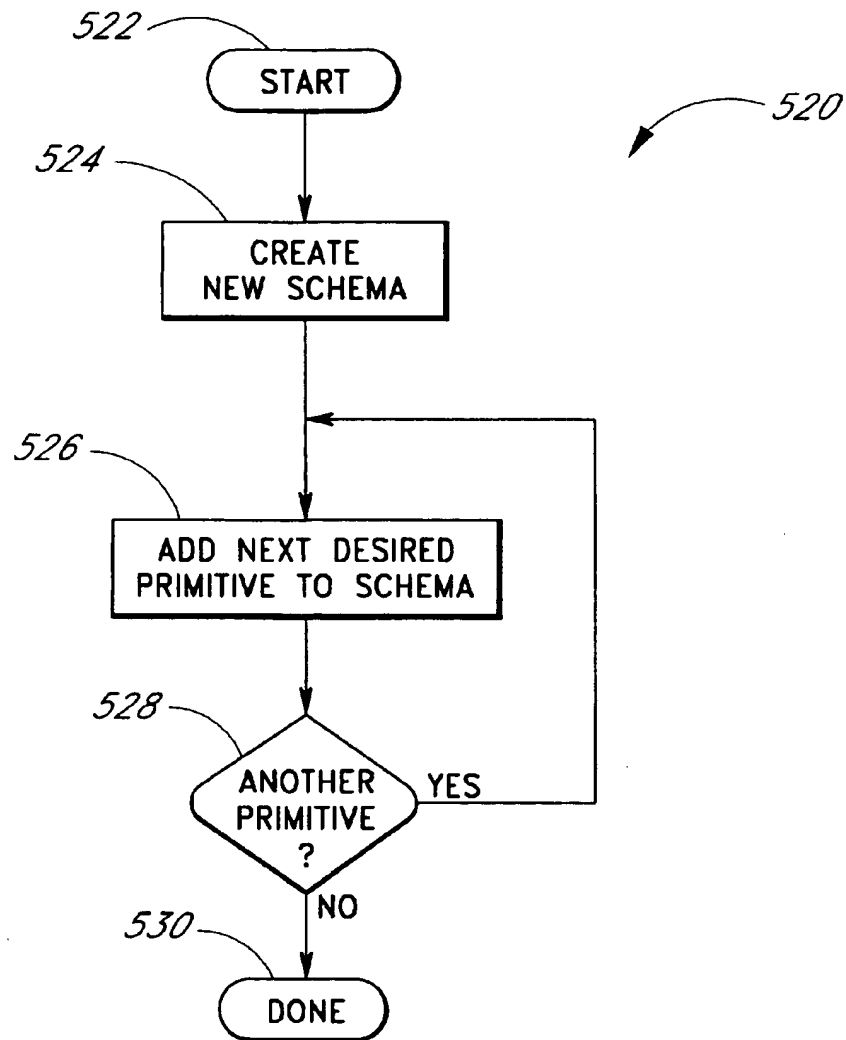 522
START
520
524
CREATE
NEW SCHEMA
526
ADD NEXT DESIRED
PRIMITIVE TO SCHEMA
528
ANOTHER
PRIMITIVE
?
YES
NO
530
DONE